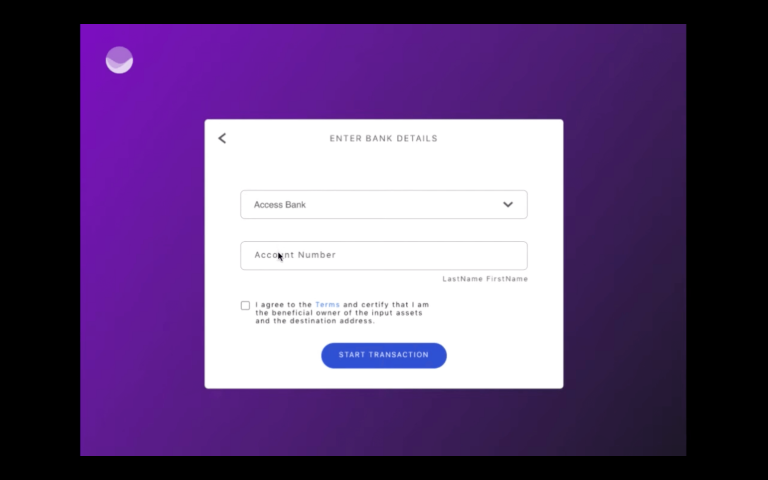 ENTER BANK DETAILS
Access Bank
Account Number
LastName FirstName
I agree to the Terms and certify that I am
the beneficial owner of the input assets
and the destination address.
START TRANSACTION